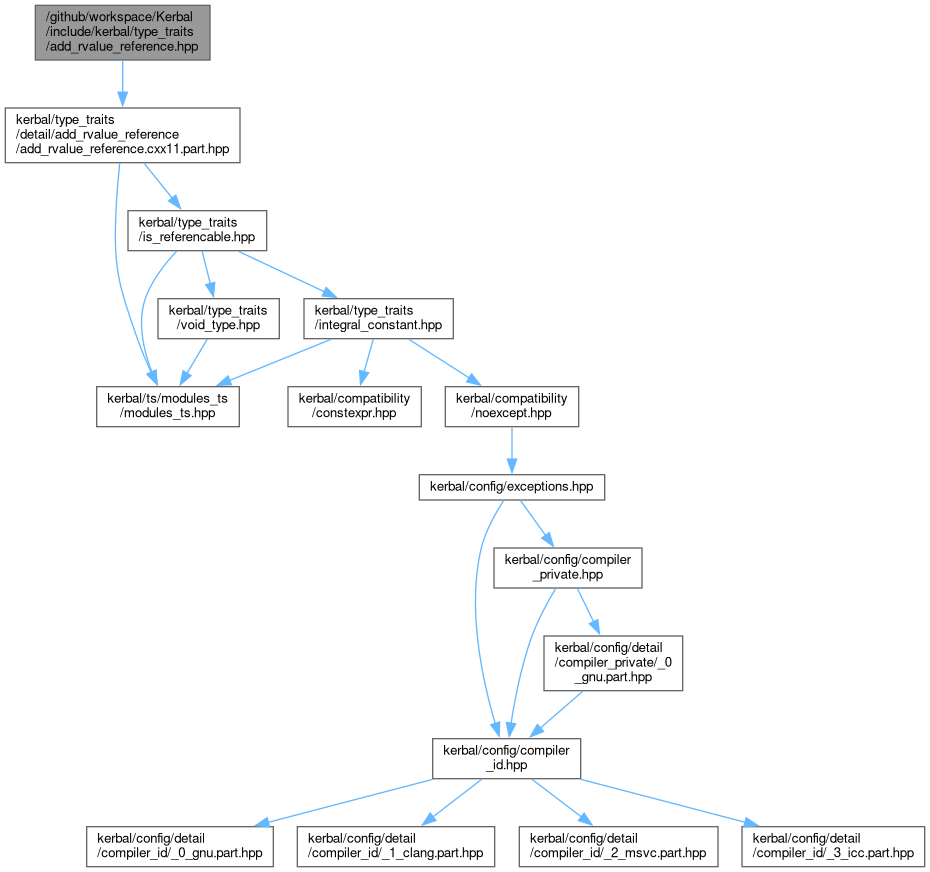 /github/workspace/Kerbal
/include/kerbal/type_traits
/add_rvalue_reference.hpp
kerbal/type_traits
/detail/add_rvalue_reference
/add_rvalue_reference.cxx11.part.hpp
kerbal/type_traits
/is_referencable.hpp
kerbal/type_traits
/void_type.hpp
kerbal/type_traits
/integral_constant.hpp
kerbal/ts/modules_ts
/modules_ts.hpp
kerbal/compatibility
/constexpr.hpp
kerbal/compatibility
/noexcept.hpp
kerbal/config/exceptions.hpp
kerbal/config/compiler
_private.hpp
kerbal/config/detail
/compiler_private/_0
_gnu.part.hpp
kerbal/config/compiler
_id.hpp
kerbal/config/detail
/compiler_id/_0_gnu.part.hpp
kerbal/config/detail
/compiler_id/_1_clang.part.hpp
kerbal/config/detail
/compiler_id/_2_msvc.part.hpp
kerbal/config/detail
/compiler_id/_3_icc.part.hpp